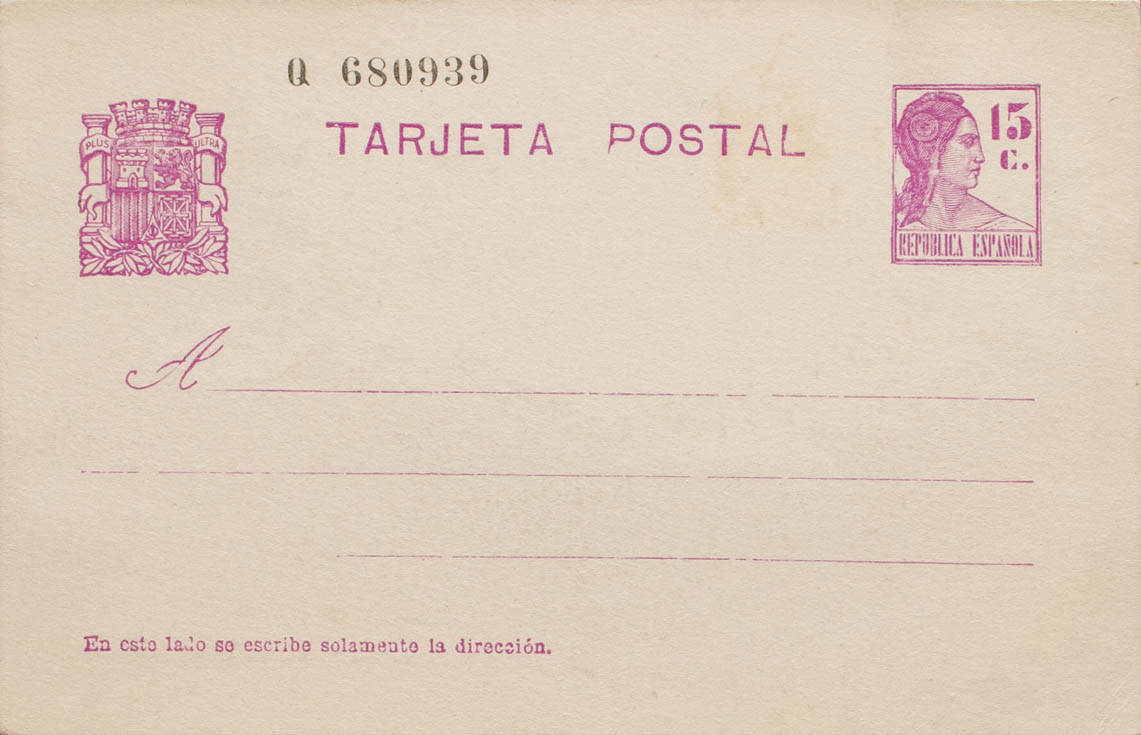 Q 680939
TARJETA POSTAL
PLUS ULTRA
15
C.
REPUBLICA ESPAÑOLA
A
En este lado se escribe solamente la dirección.